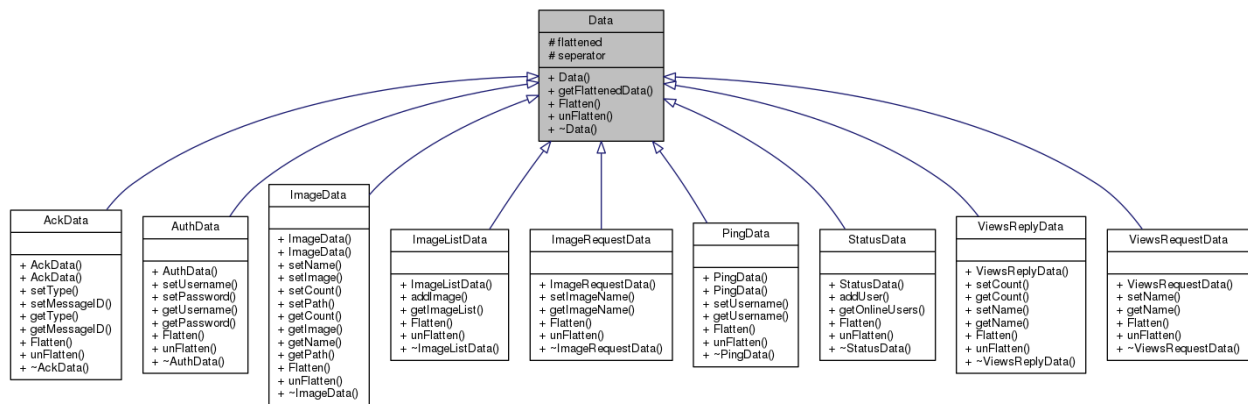 Data
# flattened
# seperator
+ Data()
+ getFlattenedData()
+ Flatten()
+ unFlatten()
+ ~Data()
AckData
+ AckData()
+ AckData()
+ setType()
+ setMessageID()
+ getType()
+ getMessageID()
+ Flatten()
+ unFlatten()
+ ~AckData()
AuthData
+ AuthData()
+ setUsername()
+ setPassword()
+ getUsername()
+ getPassword()
+ Flatten()
+ unFlatten()
+ ~AuthData()
ImageData
+ ImageData()
+ ImageData()
+ setName()
+ setImage()
+ setCount()
+ setPath()
+ getCount()
+ getImage()
+ getName()
+ getPath()
+ Flatten()
+ unFlatten()
+ ~ImageData()
ImageListData
+ ImageListData()
+ addImage()
+ getImageList()
+ Flatten()
+ unFlatten()
+ ~ImageListData()
ImageRequestData
+ ImageRequestData()
+ setImageName()
+ getImageName()
+ Flatten()
+ unFlatten()
+ ~ImageRequestData()
PingData
+ PingData()
+ PingData()
+ setUsername()
+ getUsername()
+ Flatten()
+ unFlatten()
+ ~PingData()
StatusData
+ StatusData()
+ addUser()
+ getOnlineUsers()
+ Flatten()
+ unFlatten()
+ ~StatusData()
ViewsReplyData
+ ViewsReplyData()
+ setCount()
+ getCount()
+ setName()
+ getName()
+ Flatten()
+ unFlatten()
+ ~ViewsReplyData()
ViewsRequestData
+ ViewsRequestData()
+ setName()
+ getName()
+ Flatten()
+ unFlatten()
+ ~ViewsRequestData()